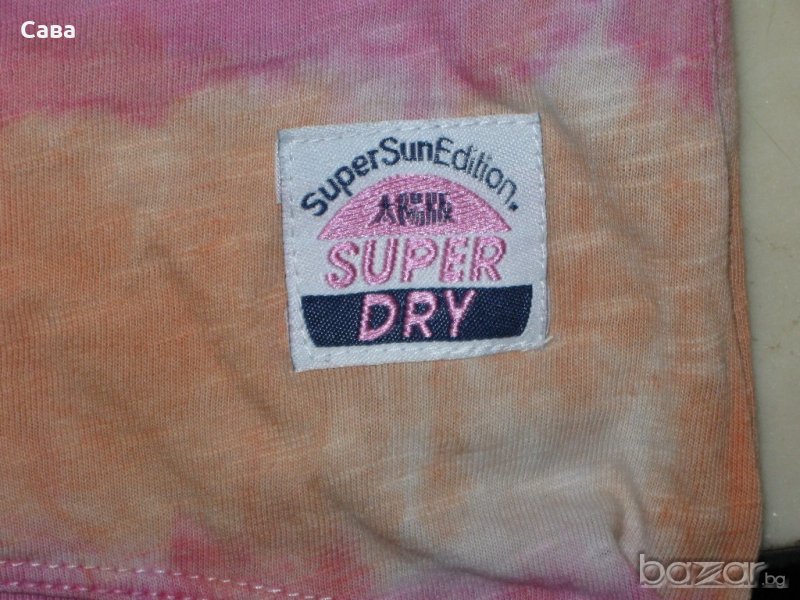 Сава
SuperSunEdition.
SUPER
DRY
bazar.bg